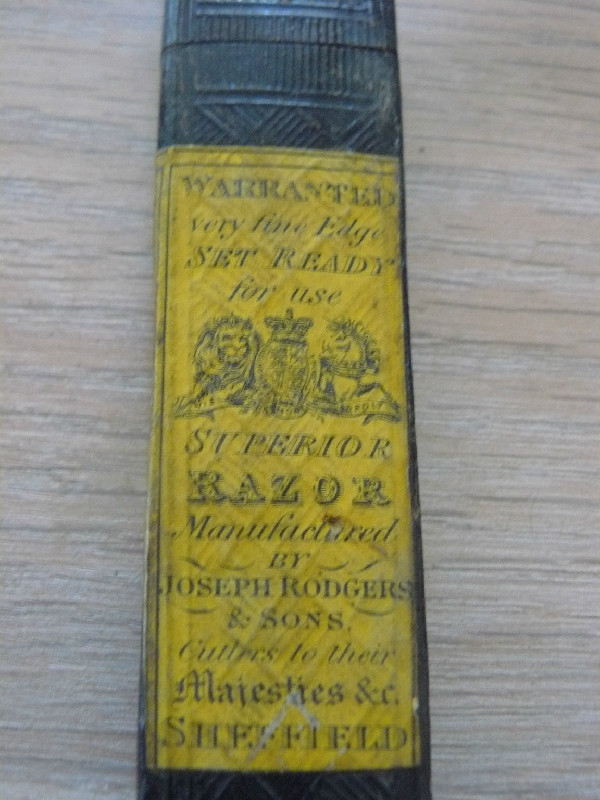 WARRANTED
very fine Edge
SET READY
for use
SUPERIOR
RAZOR
Manufactured
BY
JOSEPH RODGERS
& SONS,
Cutlers to their
Majesties &c.
SHEFFIELD